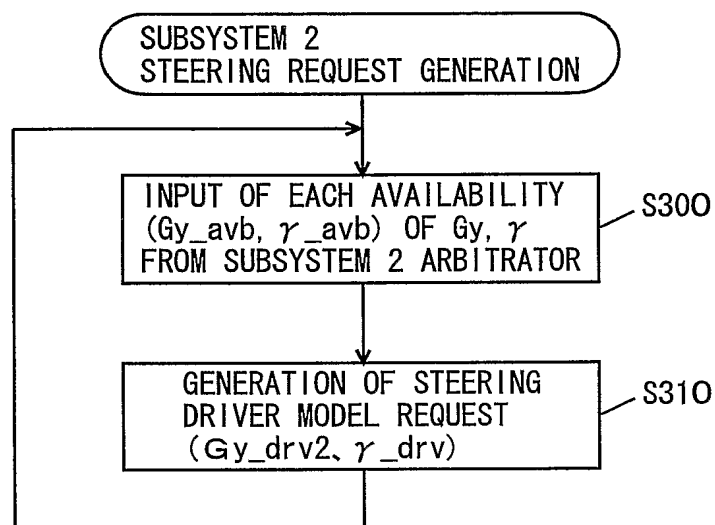 SUBSYSTEM 2
STEERING REQUEST GENERATION
INPUT OF EACH AVAILABILITY
(Gy_avb, γ_avb) OF Gy, γ
FROM SUBSYSTEM 2 ARBITRATOR
S300
GENERATION OF STEERING
DRIVER MODEL REQUEST
(Gy_drv2、γ_drv)
S310